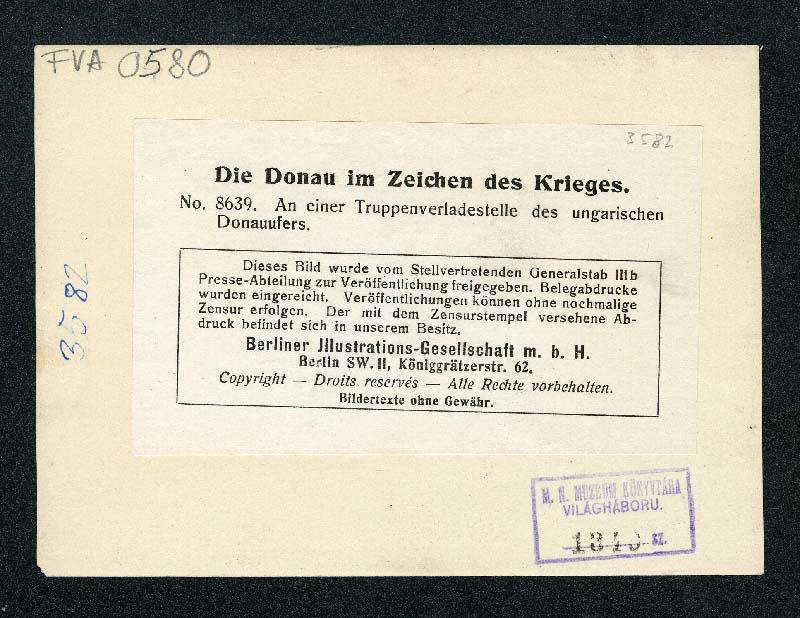 FVA 0580
3582
Die Donau im Zeichen des Krieges.
No. 8639. An einer Truppenverladestelle des ungarischen
Donauufers.
Dieses Bild wurde vom Stellvertretenden Generalstab IIIb
Presse-Abteilung zur Veröffentlichung freigegeben. Belegabdrucke
wurden eingereicht. Veröffentlichungen können ohne nochmalige
Zensur erfolgen. Der mit dem Zensurstempel versehene Ab-
druck befindet sich in unserem Besitz.
Berliner Jllustrations-Gesellschaft m. b. H.
Berlin SW. 11, Königgrätzerstr. 62.
Copyright — Droits reservés — Alle Rechte vorbehalten.
Bildertexte ohne Gewähr.
3582
M. N. MUZEUM KÖNYVTÁRA
VILÁGHÁBORU.
SZ.